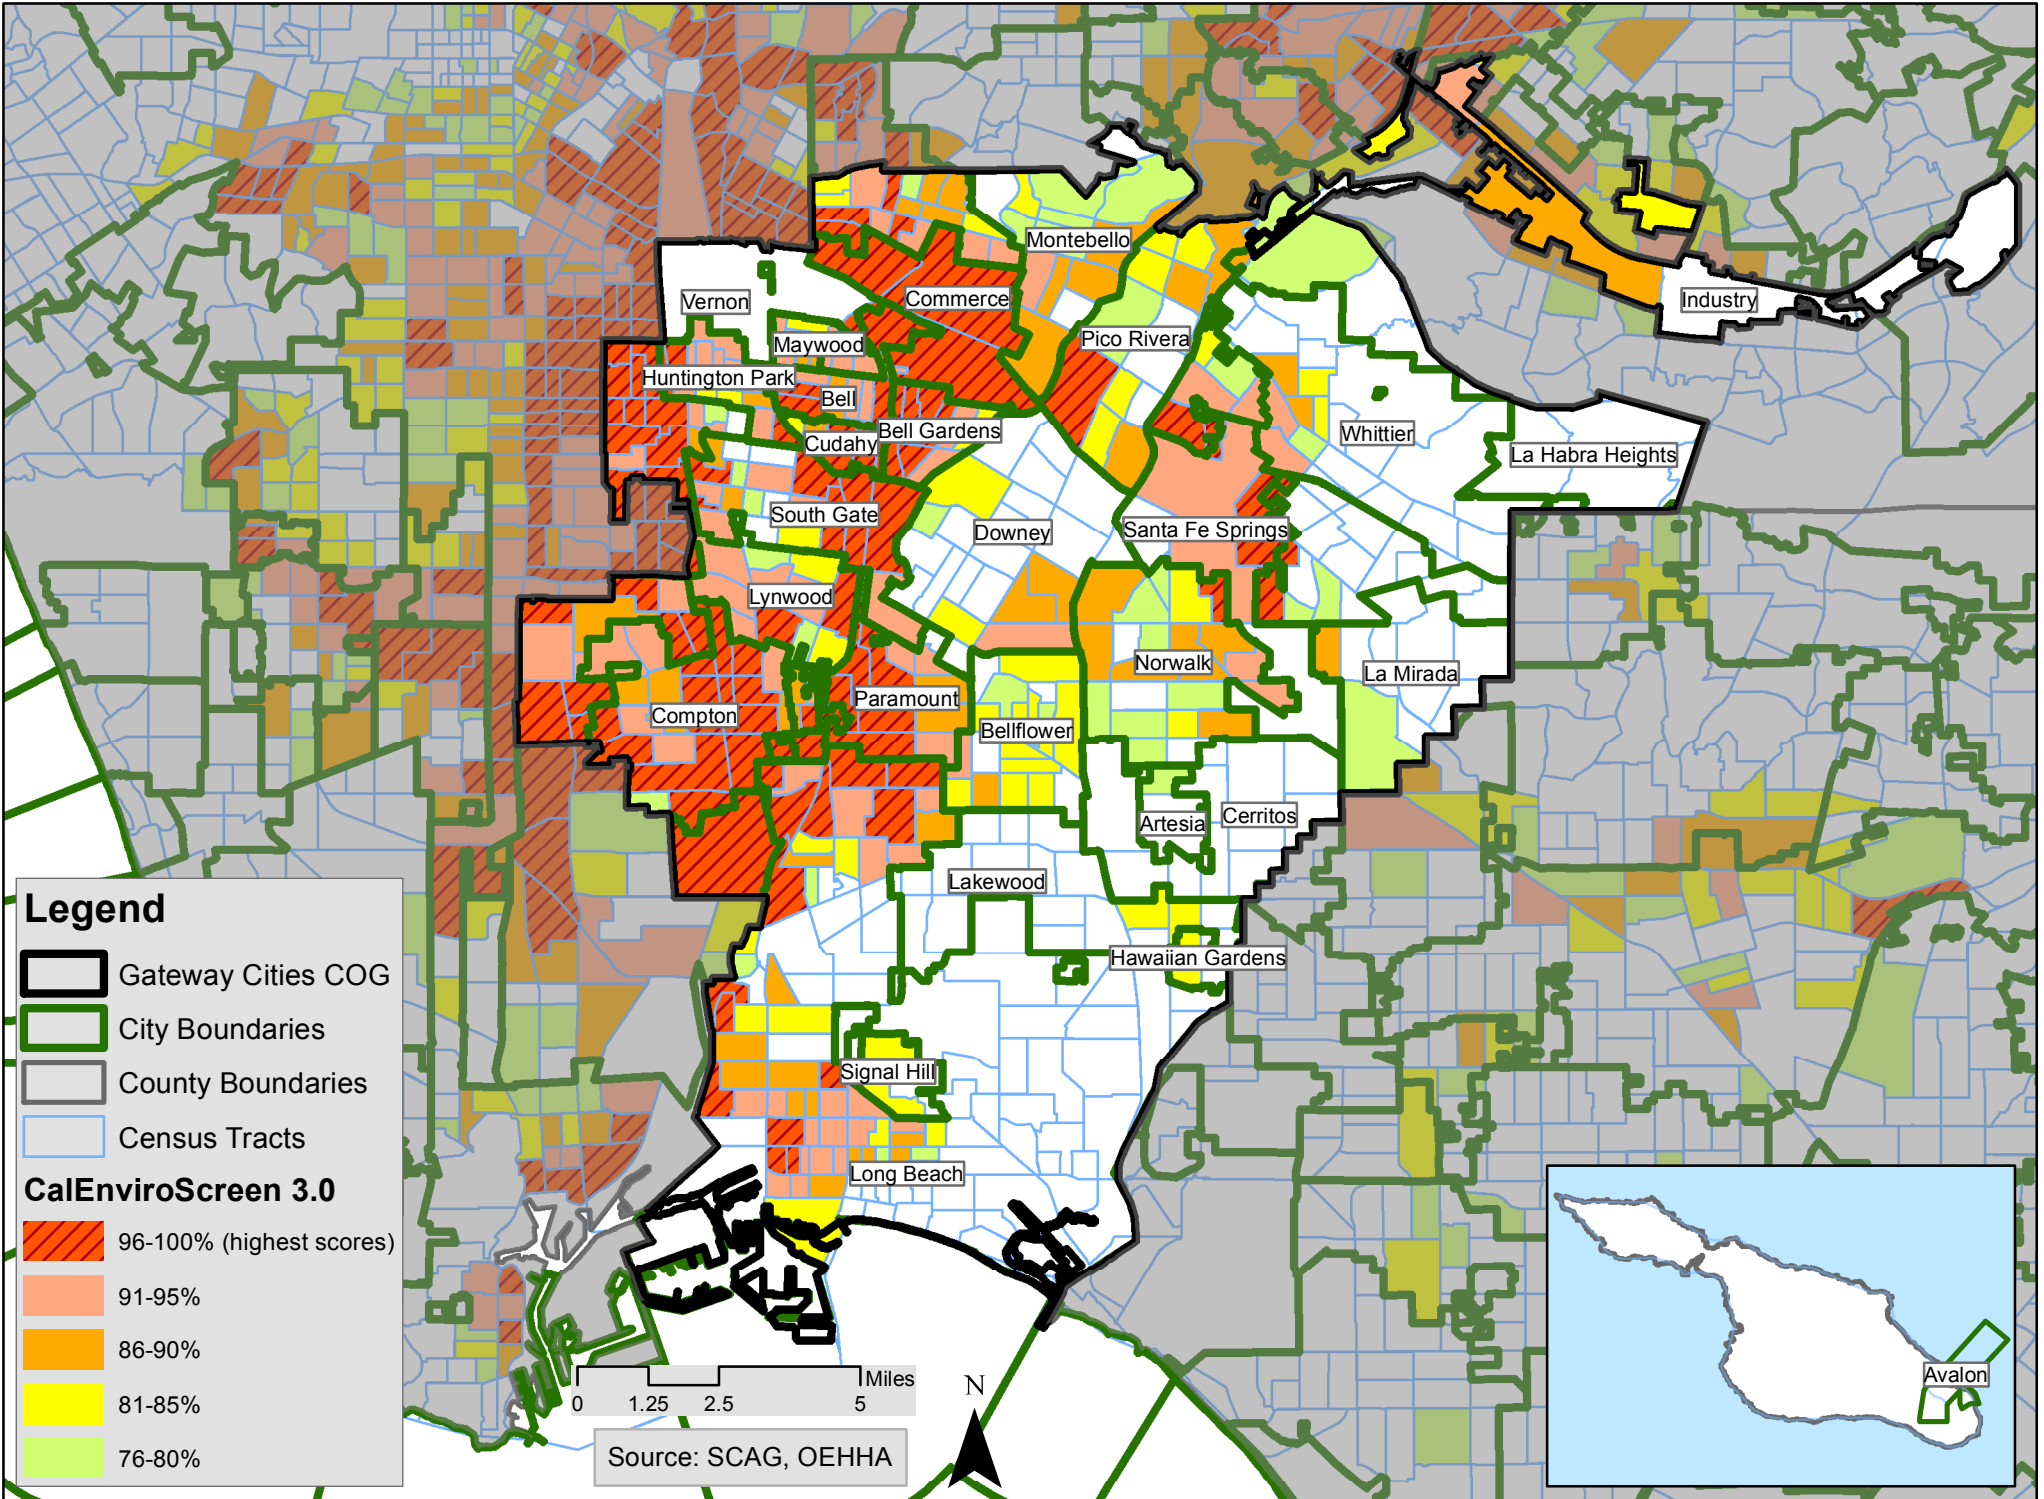 Montebello
Vernon
Commerce
Industry
Maywood
Pico Rivera
Huntington Park
Bell
Bell Gardens
Cudahy
Whittier
La Habra Heights
South Gate
Downey
Santa Fe Springs
Lynwood
Norwalk
La Mirada
Paramount
Compton
Bellflower
Artesia
Cerritos
Lakewood
Hawaiian Gardens
Signal Hill
Long Beach
Avalon
Legend
Gateway Cities COG
City Boundaries
County Boundaries
Census Tracts
CalEnviroScreen 3.0
96-100% (highest scores)
91-95%
86-90%
81-85%
76-80%
Miles
0 1.25 2.5 5
N
Source: SCAG, OEHHA